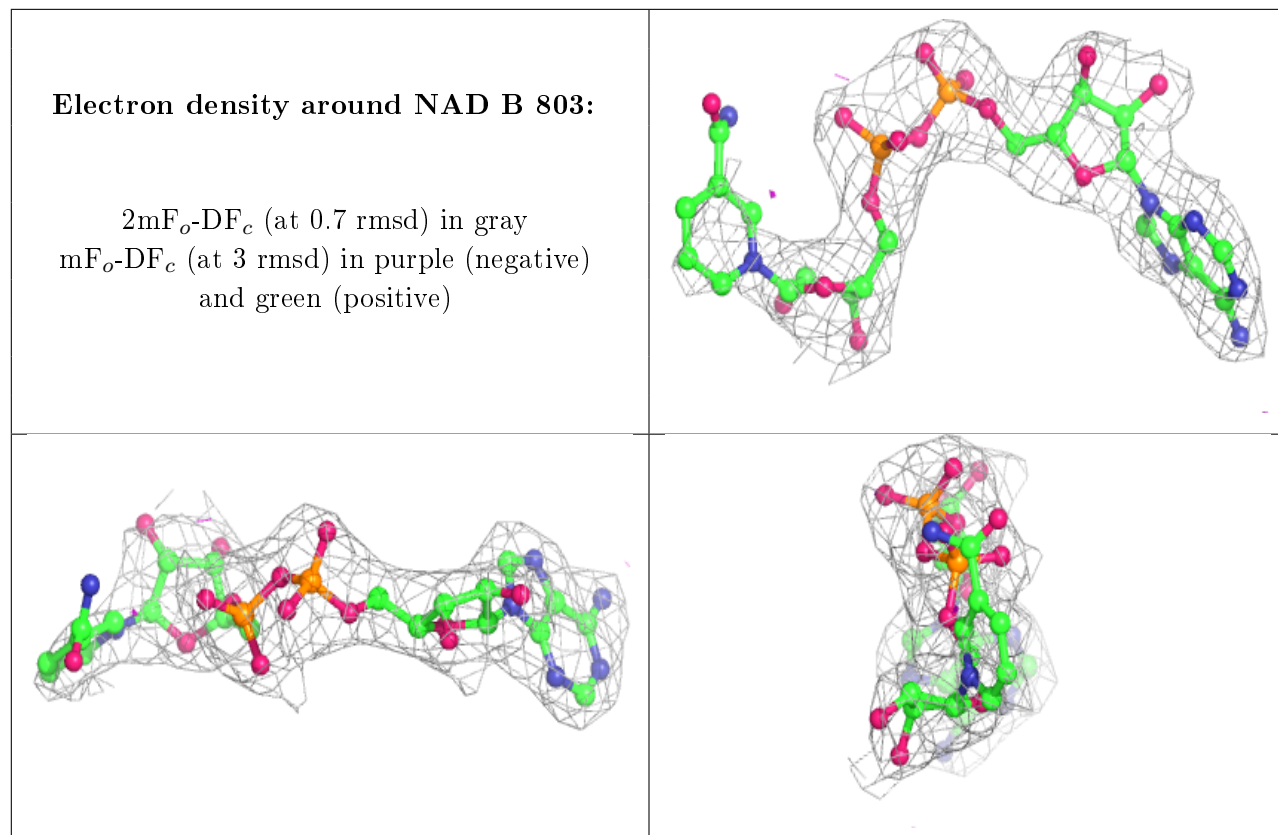 Electron density around NAD B 803:
2mFₒ-DF𝒸 (at 0.7 rmsd) in gray
mFₒ-DF𝒸 (at 3 rmsd) in purple (negative)
and green (positive)